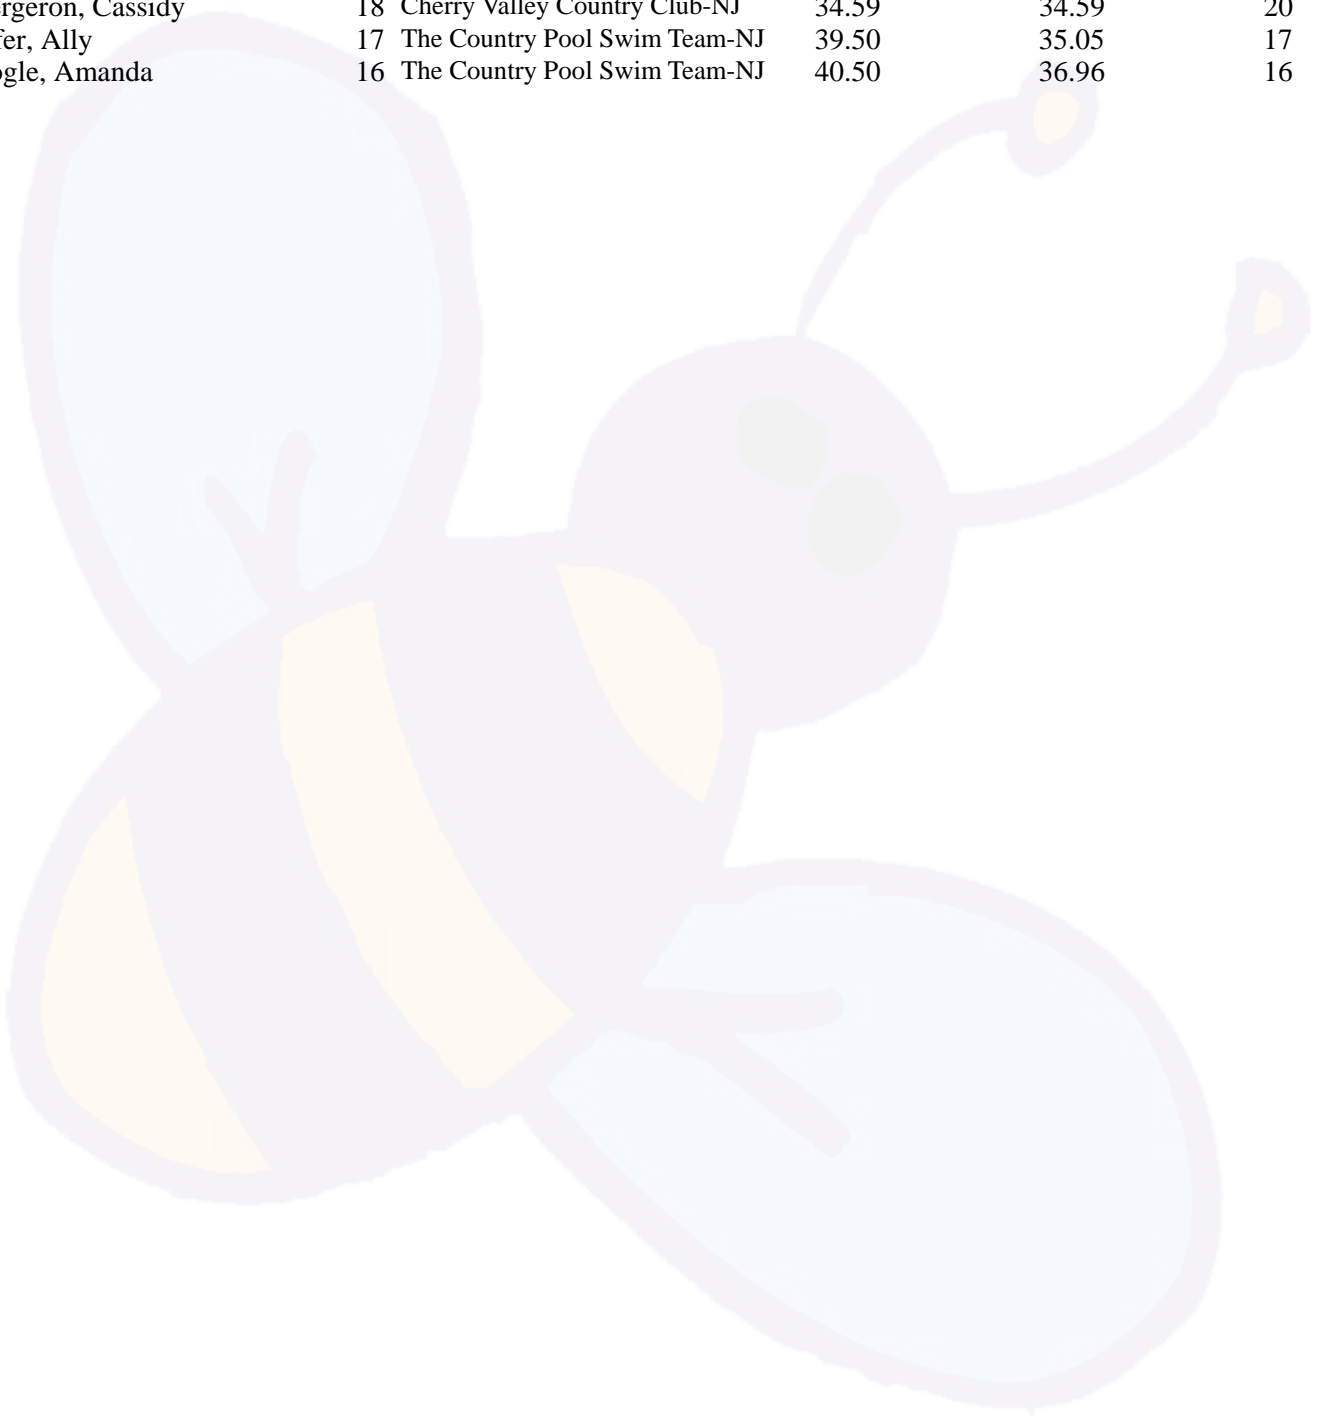 rgeron, Cassidy 18 Cherry Valley Country Club-NJ 34.59 34.59 20
fer, Ally 17 The Country Pool Swim Team-NJ 39.50 35.05 17
ogle, Amanda 16 The Country Pool Swim Team-NJ 40.50 36.96 16